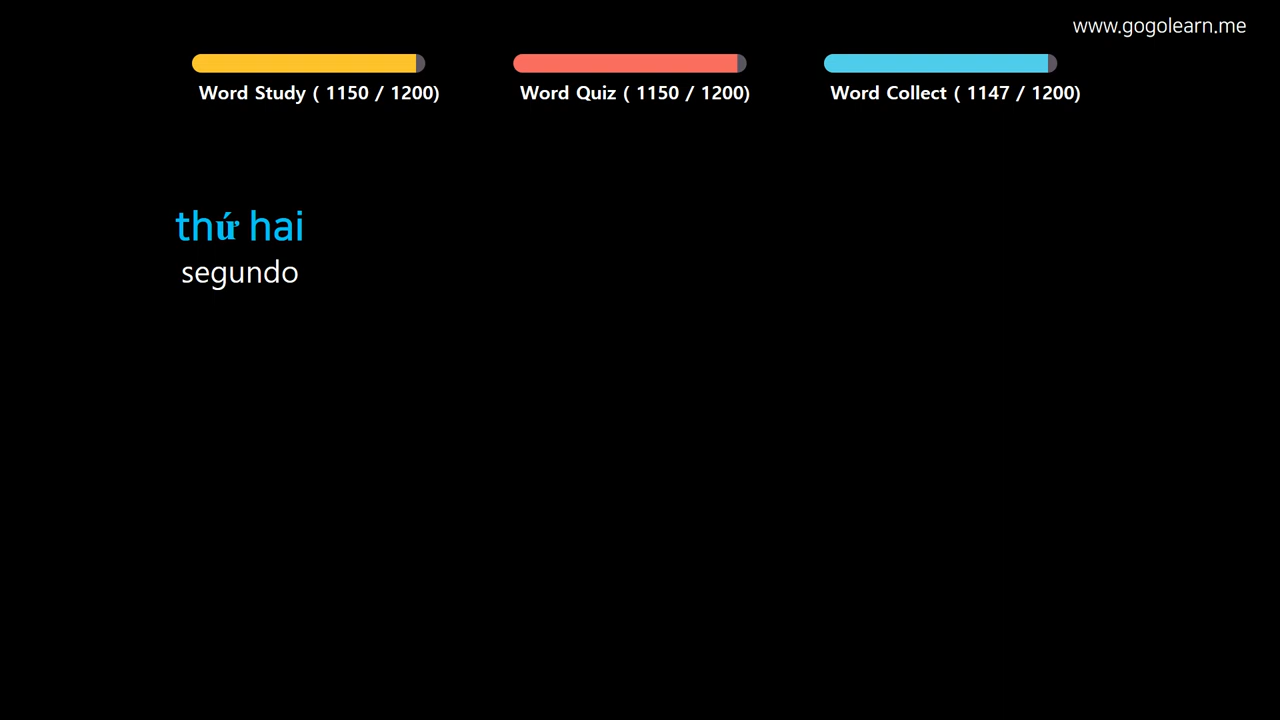 www.gogolearn.me
Word Study ( 1150 / 1200)
Word Quiz ( 1150 / 1200)
Word Collect ( 1147 / 1200)
thứ hai
segundo